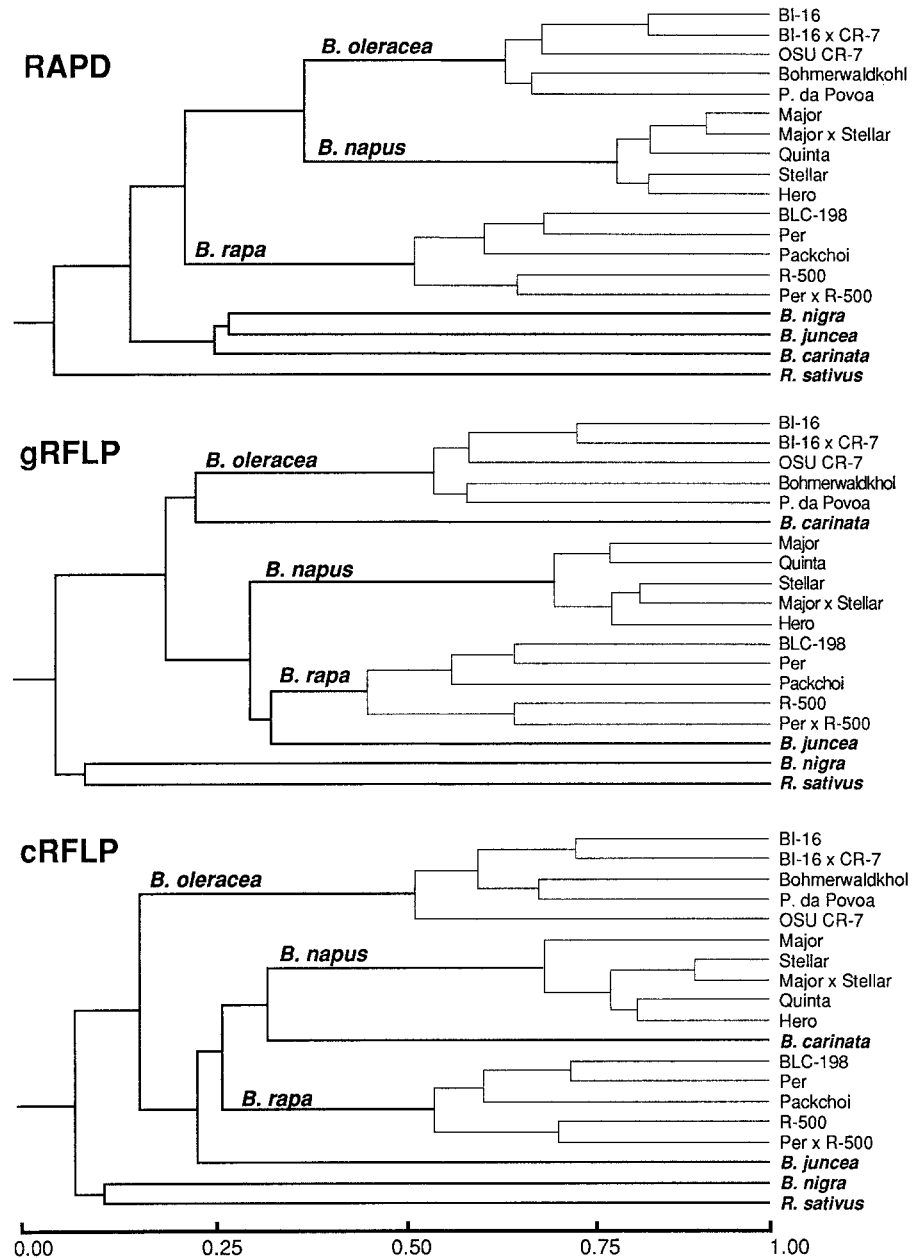 RAPD
B. oleracea
BI-16
BI-16 x CR-7
OSU CR-7
Bohmerwaldkohl
P. da Povoa
B. napus
Major
Major x Stellar
Quinta
Stellar
Hero
B. rapa
BLC-198
Per
Packchoi
R-500
Per x R-500
B. nigra
B. juncea
B. carinata
R. sativus
gRFLP
B. oleracea
BI-16
BI-16 x CR-7
OSU CR-7
Bohmerwaldkhol
P. da Povoa
B. carinata
B. napus
Major
Quinta
Stellar
Major x Stellar
Hero
B. rapa
BLC-198
Per
Packchoi
R-500
Per x R-500
B. juncea
B. nigra
R. sativus
cRFLP
B. oleracea
BI-16
BI-16 x CR-7
Bohmerwaldkhol
P. da Povoa
OSU CR-7
B. napus
Major
Stellar
Major x Stellar
Quinta
Hero
B. carinata
B. rapa
BLC-198
Per
Packchoi
R-500
Per x R-500
B. juncea
B. nigra
R. sativus
0.00 0.25 0.50 0.75 1.00